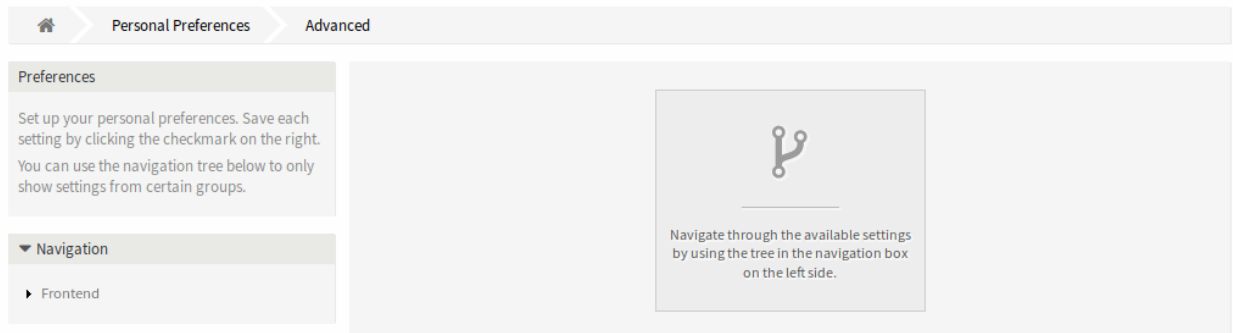 Personal Preferences
Advanced
Preferences
Set up your personal preferences. Save each
setting by clicking the checkmark on the right.
You can use the navigation tree below to only
show settings from certain groups.
Navigation
Frontend
Navigate through the available settings
by using the tree in the navigation box
on the left side.